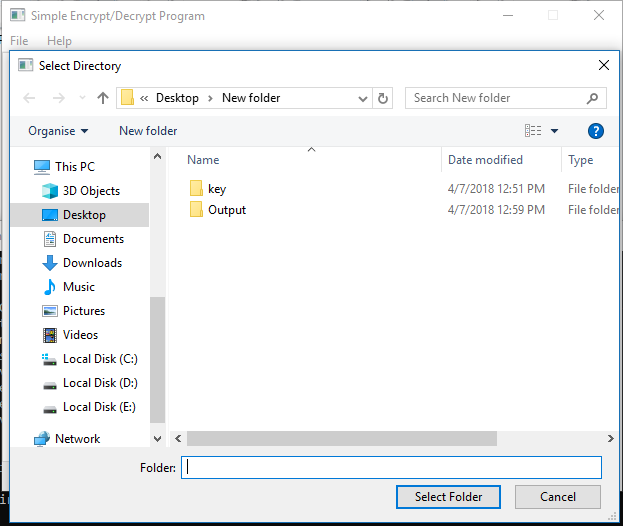 Simple Encrypt/Decrypt Program
File Help
Select Directory
« Desktop > New folder
Search New folder
Organise New folder
?
Name Date modified Type
This PC
3D Objects
Desktop
Documents
Downloads
Music
Pictures
Videos
Local Disk (C:)
Local Disk (D:)
Local Disk (E:)
Network
key 4/7/2018 12:51 PM File folder
Output 4/7/2018 12:59 PM File folder
Folder:
Select Folder Cancel